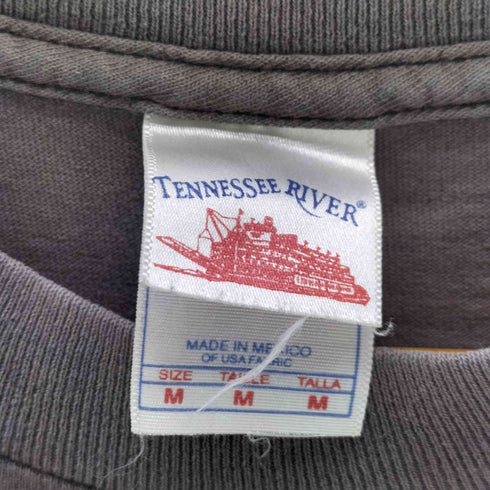 TENNESSEE RIVER®
MADE IN MEXICO
OF USA FABRIC
SIZE TAILLE TALLA
M M M